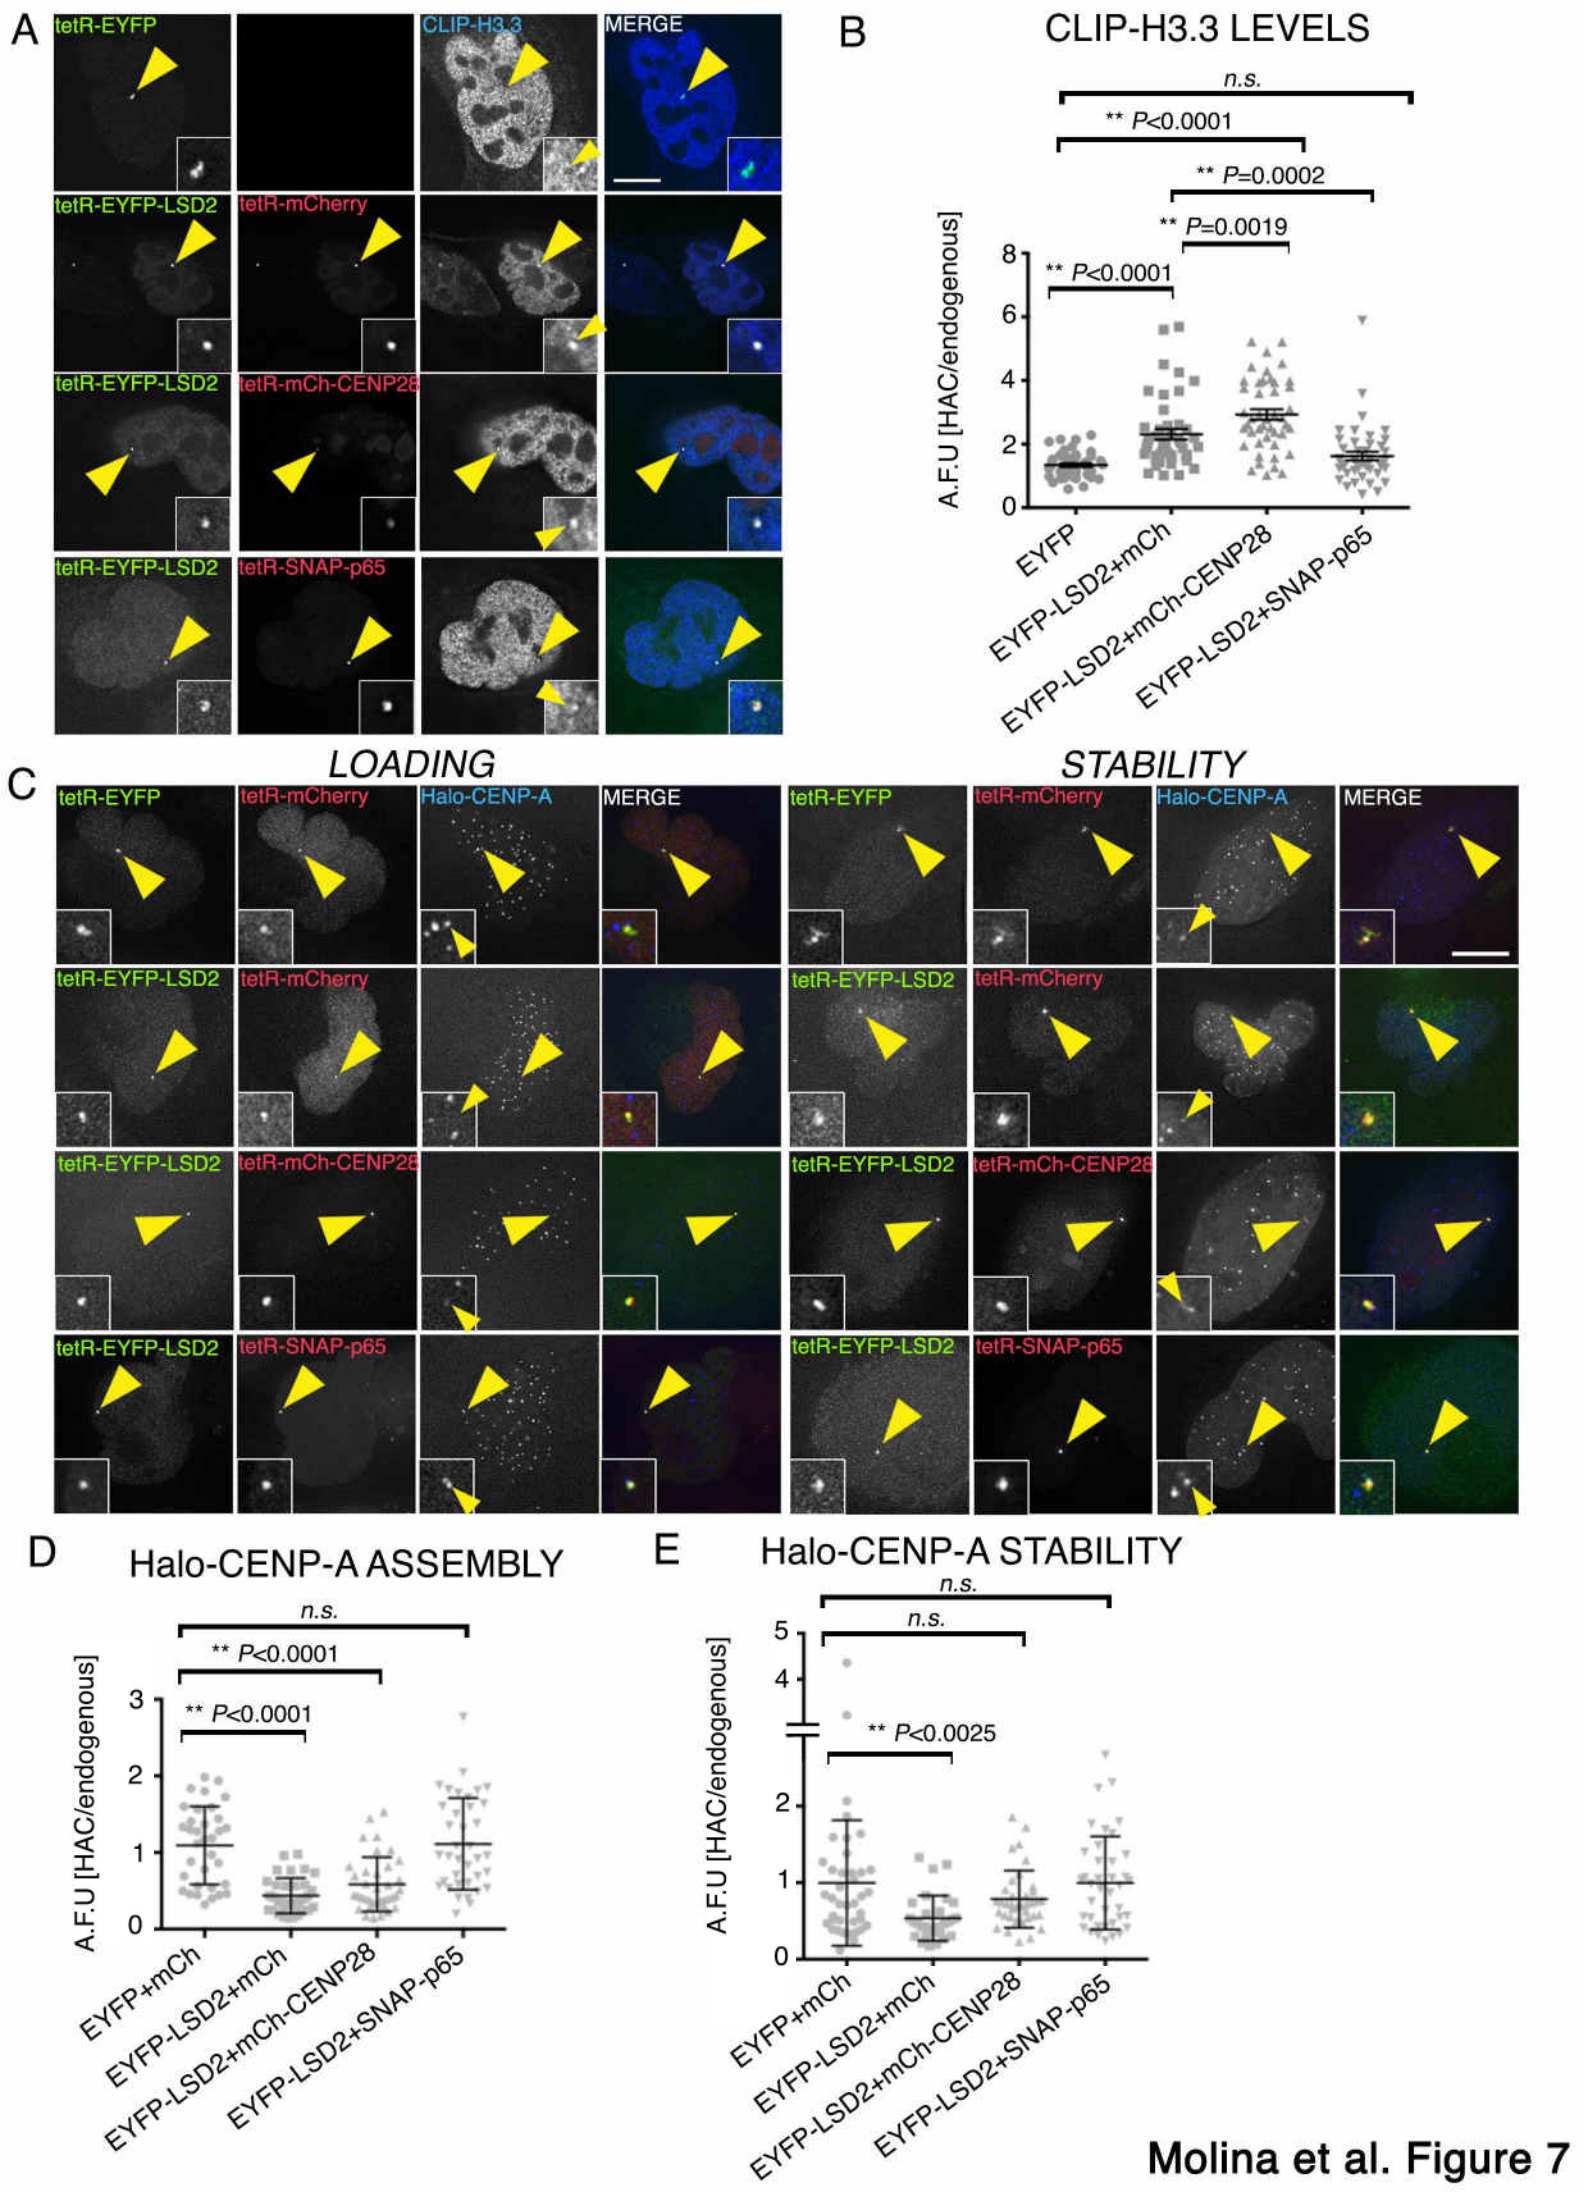 A
tetR-EYFP
CLIP-H3.3
MERGE
tetR-EYFP-LSD2
tetR-mCherry
tetR-EYFP-LSD2
tetR-mCh-CENP28
tetR-EYFP-LSD2
tetR-SNAP-p65
B
CLIP-H3.3 LEVELS
n.s.
** P<0.0001
** P=0.0002
** P=0.0019
** P<0.0001
A.F.U [HAC/endogenous]
8
6
4
2
0
EYFP
EYFP-LSD2+mCh
EYFP-LSD2+mCh-CENP28
EYFP-LSD2+SNAP-p65
C
LOADING
STABILITY
tetR-EYFP
tetR-mCherry
Halo-CENP-A
MERGE
tetR-EYFP
tetR-mCherry
Halo-CENP-A
MERGE
tetR-EYFP-LSD2
tetR-mCherry
tetR-EYFP-LSD2
tetR-mCherry
tetR-EYFP-LSD2
tetR-mCh-CENP28
tetR-EYFP-LSD2
tetR-mCh-CENP28
tetR-EYFP-LSD2
tetR-SNAP-p65
tetR-EYFP-LSD2
tetR-SNAP-p65
D
Halo-CENP-A ASSEMBLY
n.s.
** P<0.0001
** P<0.0001
A.F.U [HAC/endogenous]
3
2
1
0
EYFP+mCh
EYFP-LSD2+mCh
EYFP-LSD2+mCh-CENP28
EYFP-LSD2+SNAP-p65
E
Halo-CENP-A STABILITY
n.s.
n.s.
** P<0.0025
A.F.U [HAC/endogenous]
5
4
2
1
0
EYFP+mCh
EYFP-LSD2+mCh
EYFP-LSD2+mCh-CENP28
EYFP-LSD2+SNAP-p65
Molina et al. Figure 7